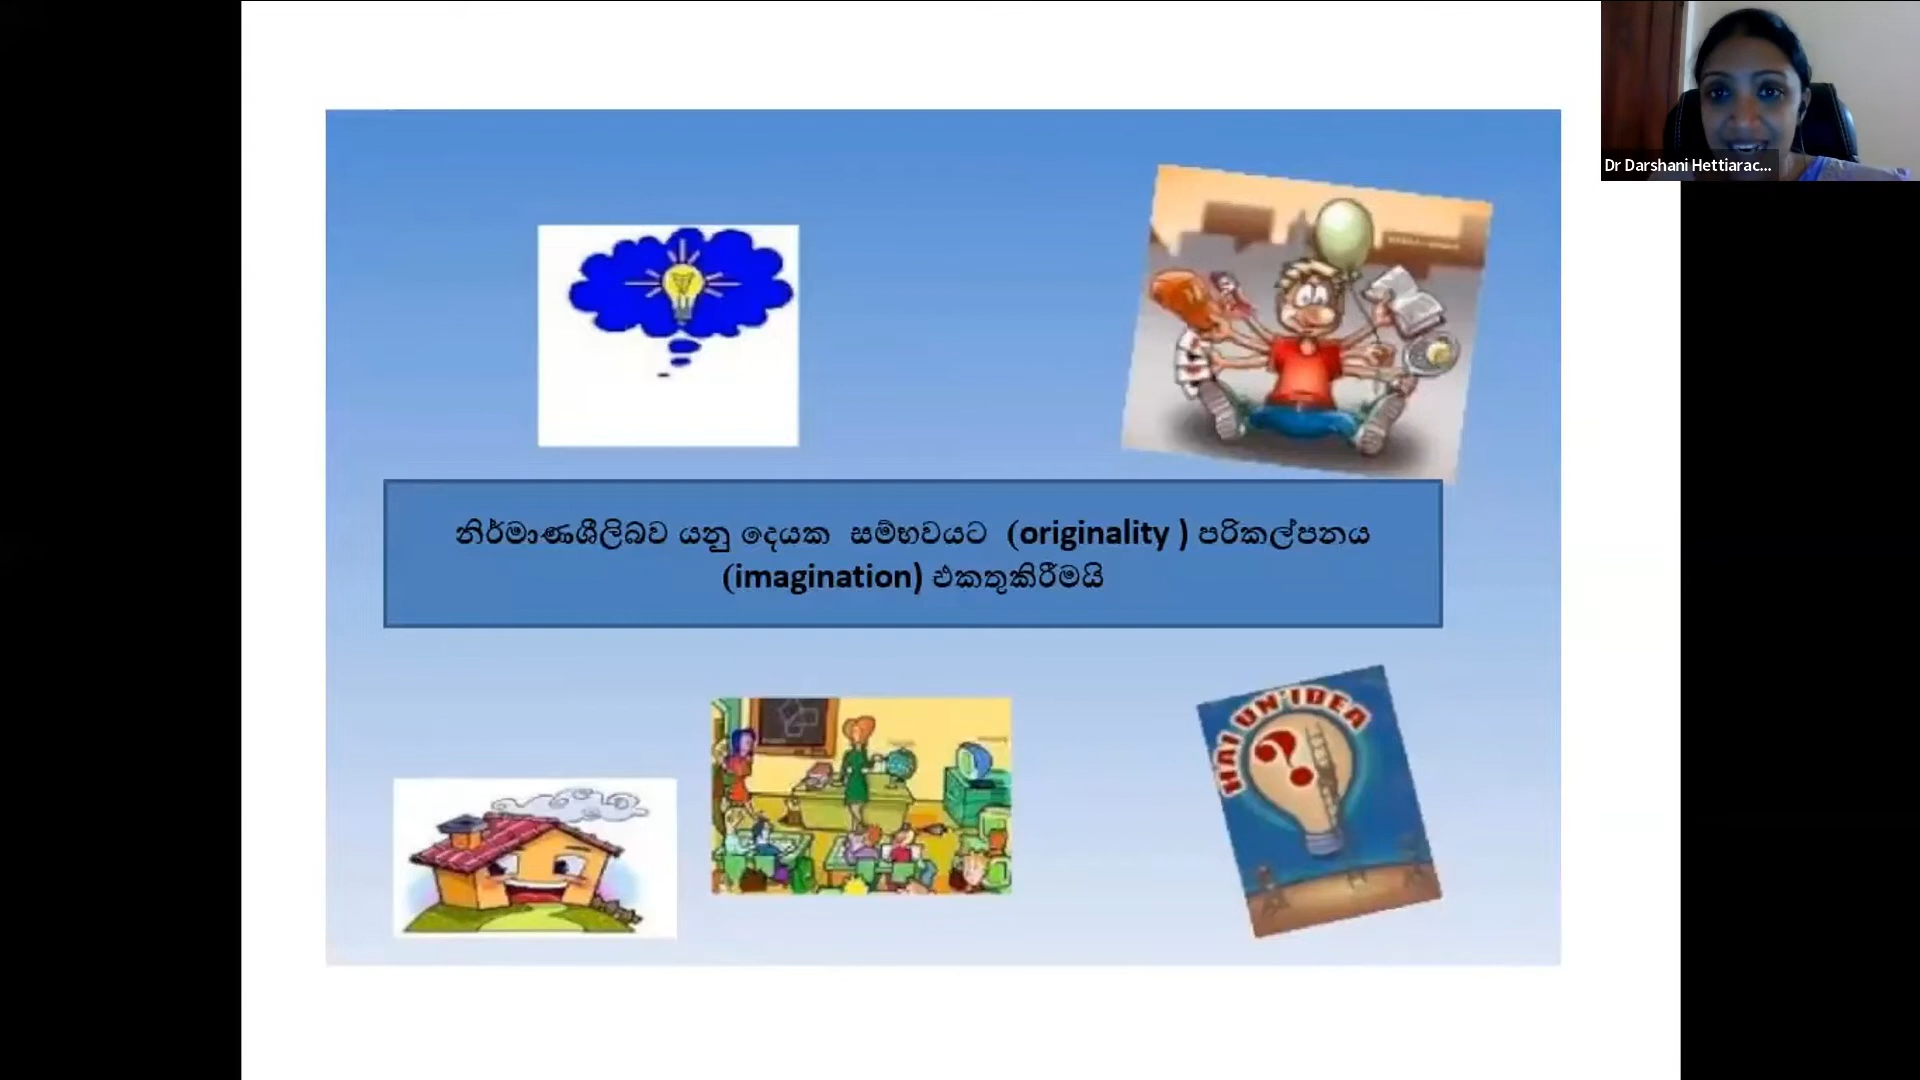 Dr Darshani Hettiarac...
නිර්මාණශීලිබව යනු දෙයක සම්භවයට (originality ) පරිකල්පනය
(imagination) එකතුකිරීමයි
HAI UN'IDEA
?